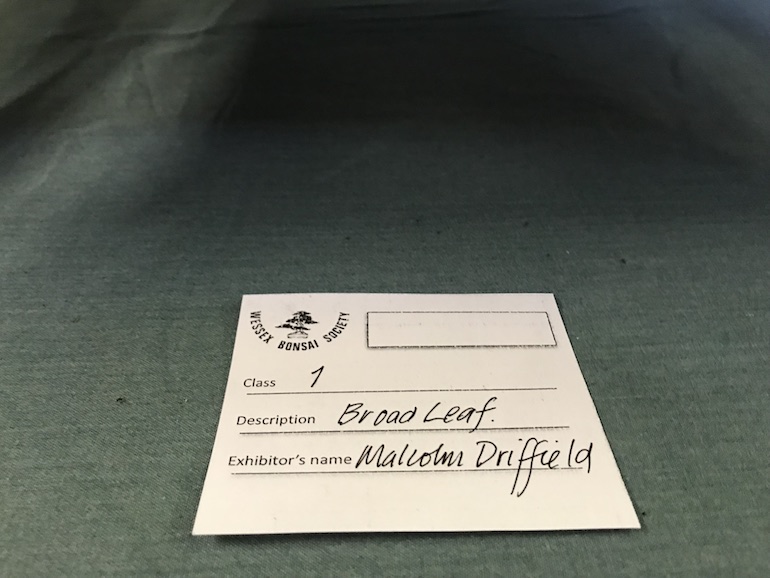 WESSEX BONSAI SOCIETY
Class 1
Description Broad Leaf.
Exhibitor's name Malcolm Driffield